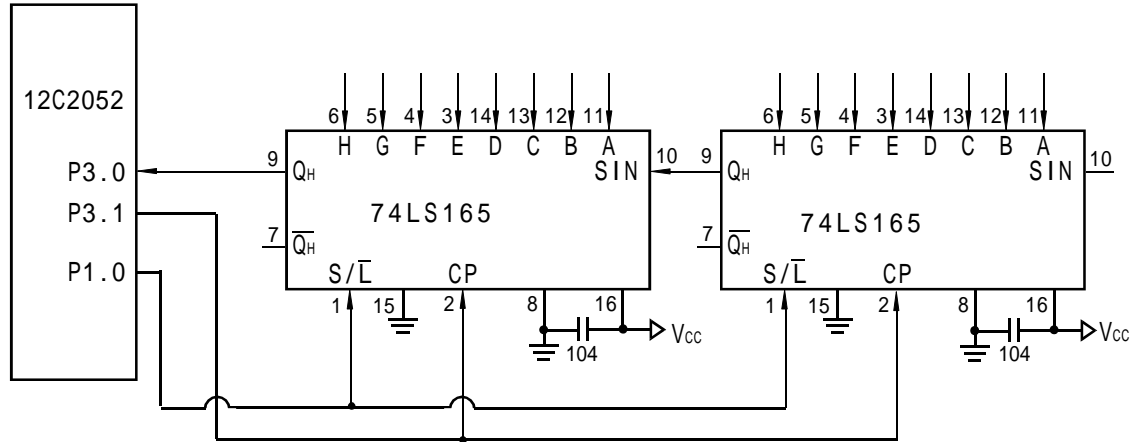 12C2052
P3.0
P3.1
P1.0
6 5 4 3 14 13 12 11
H G F E D C B A
9 QH SIN 10
74LS165
7 Q̅H
S/L̅ CP
1 15 2 8 16
104
VCC
6 5 4 3 14 13 12 11
H G F E D C B A
9 QH SIN 10
74LS165
7 Q̅H
S/L̅ CP
1 15 2 8 16
104
VCC